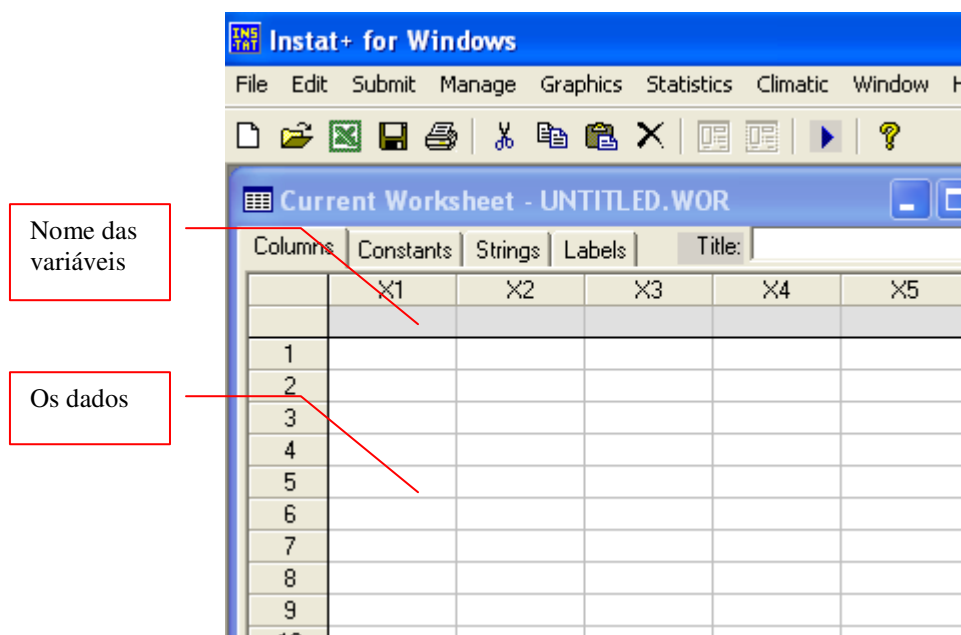 INS TAT Instat+ for Windows
File Edit Submit Manage Graphics Statistics Climatic Window H
Current Worksheet - UNTITLED.WOR
Nome das
variáveis
Columns Constants Strings Labels Title:
X1 X2 X3 X4 X5
1
2
Os dados
3
4
5
6
7
8
9
10